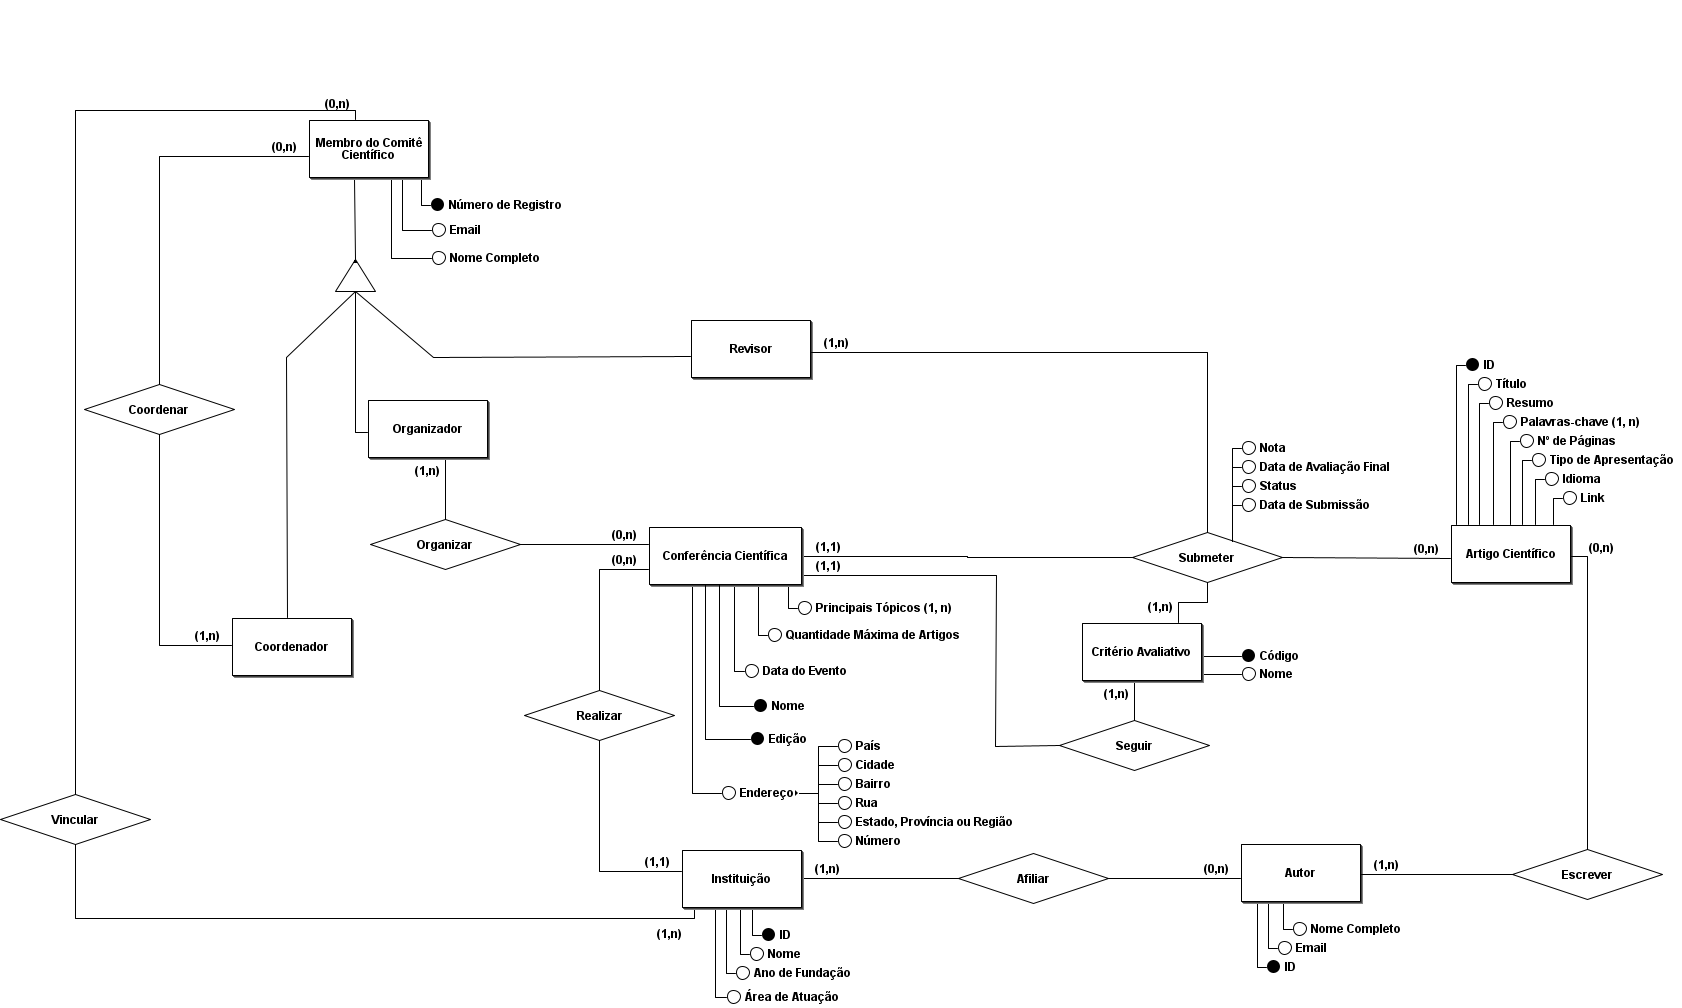 (0,n)
Membro do Comitê
Científico
(0,n)
Número de Registro
Email
Nome Completo
Revisor
(1,n)
ID
Título
Resumo
Palavras-chave (1, n)
N° de Páginas
Tipo de Apresentação
Idioma
Link
Coordenar
Organizador
(1,n)
Nota
Data de Avaliação Final
Status
Data de Submissão
Organizar
(0,n)
(0,n)
Conferência Científica
(1,1)
(1,1)
Submeter
(0,n)
Artigo Científico
(0,n)
Principais Tópicos (1, n)
Quantidade Máxima de Artigos
Data do Evento
Nome
Edição
Endereço
País
Cidade
Bairro
Rua
Estado, Província ou Região
Número
(1,n)
Critério Avaliativo
Código
Nome
(1,n)
Seguir
(1,n)
Coordenador
Realizar
Vincular
(1,1)
Instituição
(1,n)
Afiliar
(0,n)
Autor
(1,n)
Escrever
(1,n)
ID
Nome
Ano de Fundação
Área de Atuação
Nome Completo
Email
ID